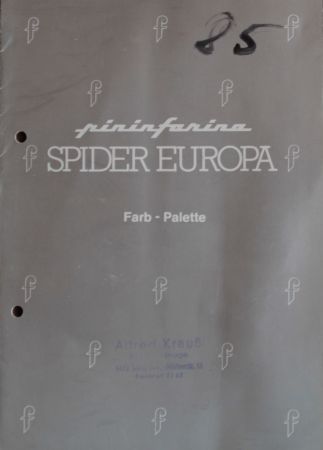 85
pininfarina
SPIDER EUROPA
Farb - Palette
Alfred Krauß